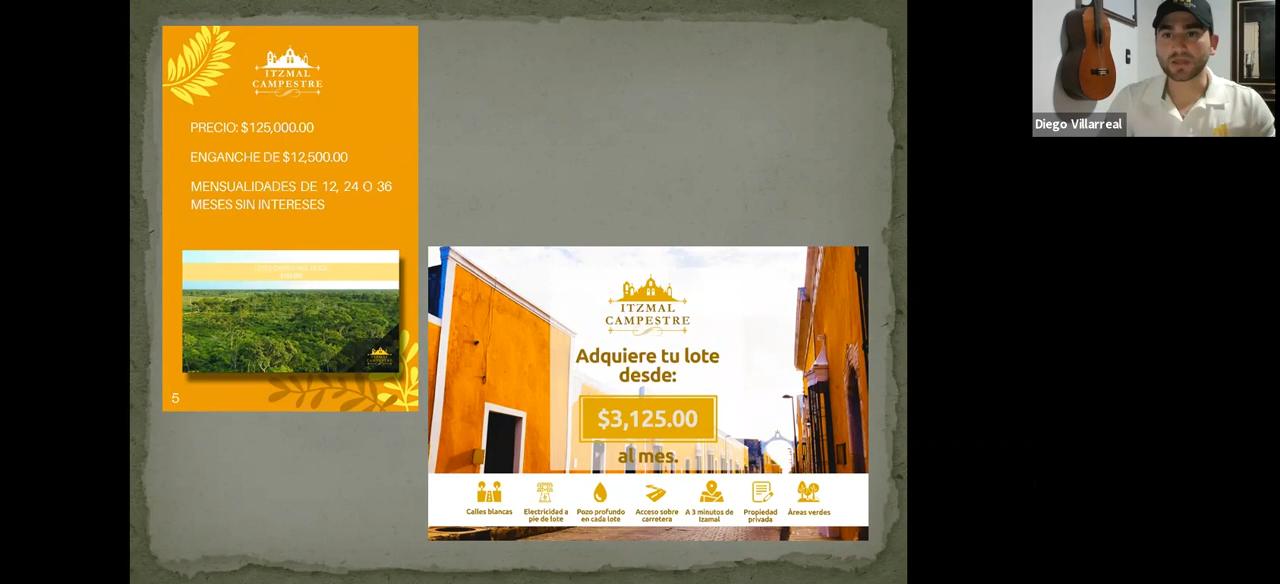 ITZMAL
CAMPESTRE
PRECIO: $125,000.00
ENGANCHE DE $12,500.00
MENSUALIDADES DE 12, 24 O 36
MESES SIN INTERESES
ITZMAL
CAMPESTRE
5
ITZMAL
CAMPESTRE
Adquiere tu lote
desde:
$3,125.00
al mes.
Calles blancas
Electricidad a
pie de lote
Pozo profundo
en cada lote
Acceso sobre
carretera
A 3 minutos de
Izamal
Propiedad
privada
Áreas verdes
Diego Villarreal